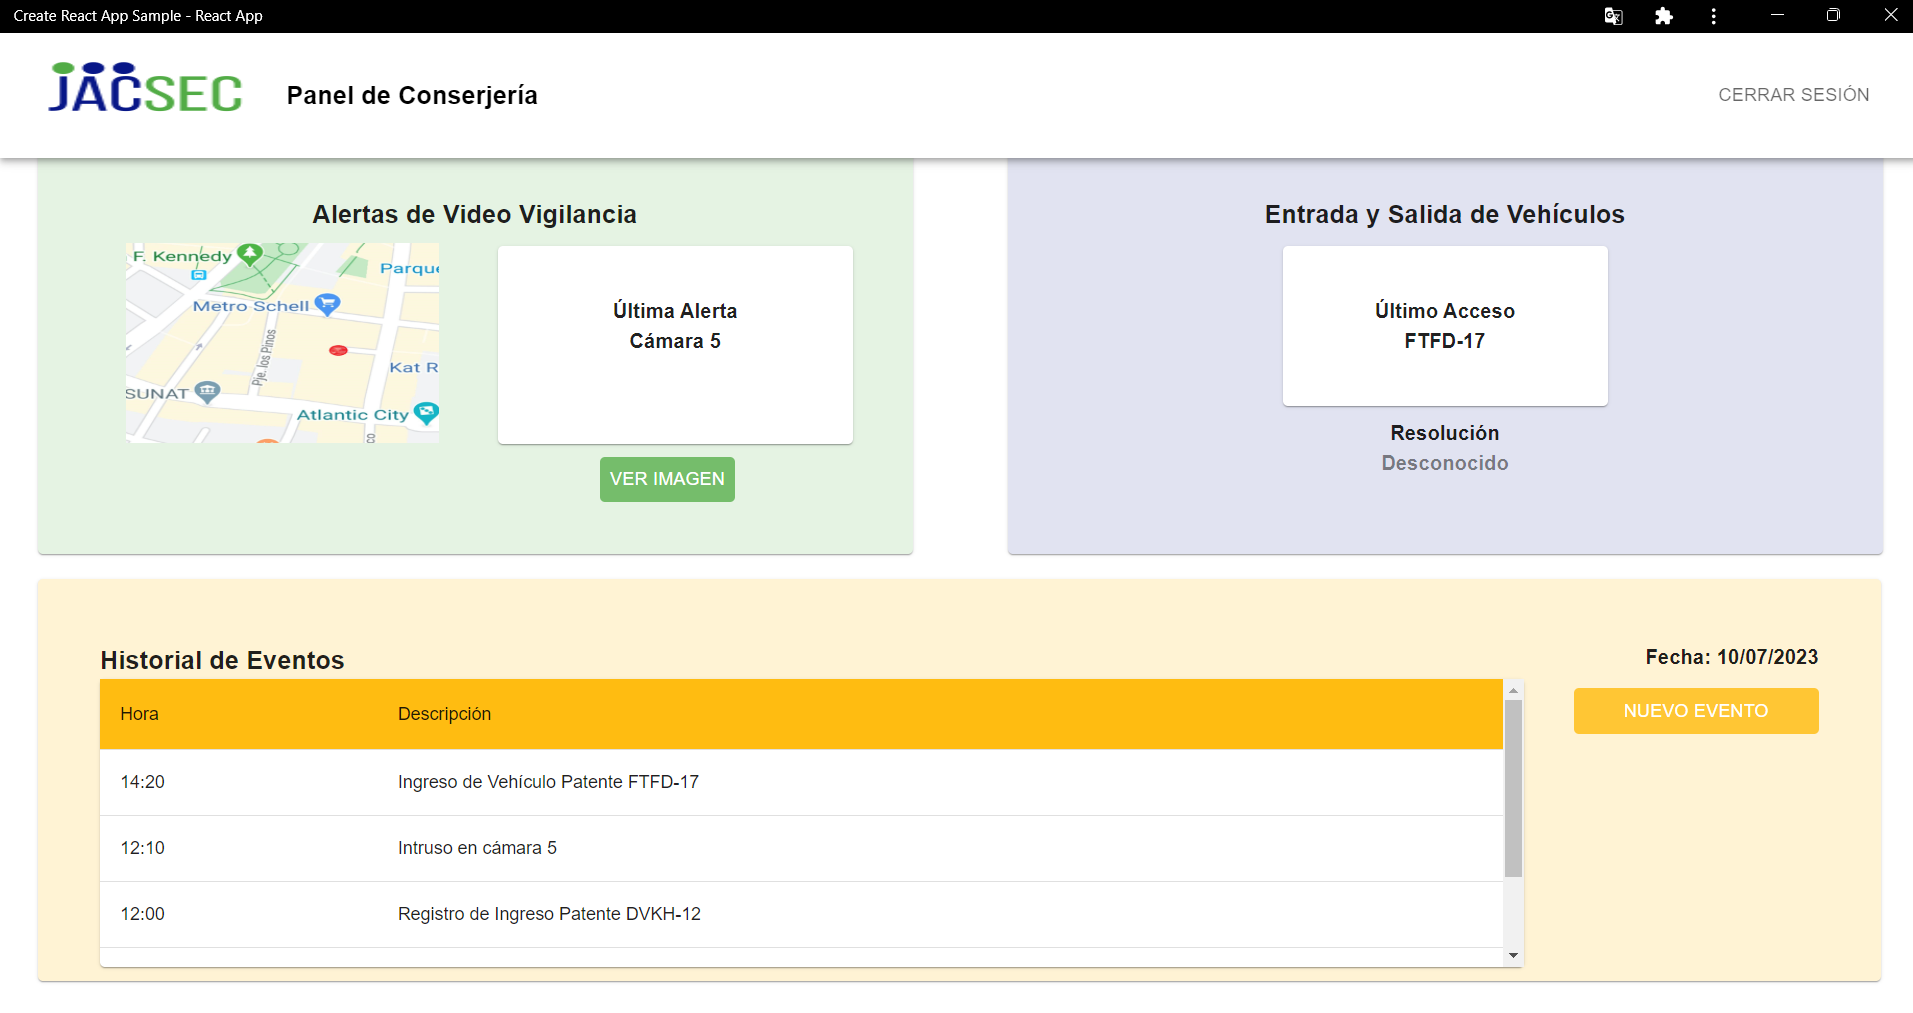 Create React App Sample - React App
JACSEC
Panel de Conserjería
CERRAR SESIÓN
Alertas de Video Vigilancia
F. Kennedy
Parque
Metro Schell
Pje. los Pinos
Kat R
SUNAT
Atlantic City
co
Última Alerta
Cámara 5
VER IMAGEN
Entrada y Salida de Vehículos
Último Acceso
FTFD-17
Resolución
Desconocido
Historial de Eventos
Fecha: 10/07/2023
NUEVO EVENTO
Hora Descripción
14:20 Ingreso de Vehículo Patente FTFD-17
12:10 Intruso en cámara 5
12:00 Registro de Ingreso Patente DVKH-12